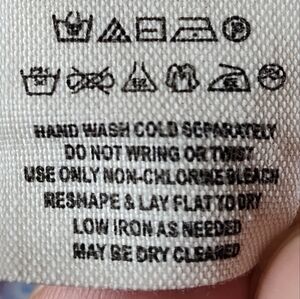 HAND WASH COLD SEPARATELY
DO NOT WRING OR TWIST
USE ONLY NON-CHLORINE BLEACH
RESHAPE & LAY FLAT TO DRY
LOW IRON AS NEEDED
MAY BE DRY CLEANED